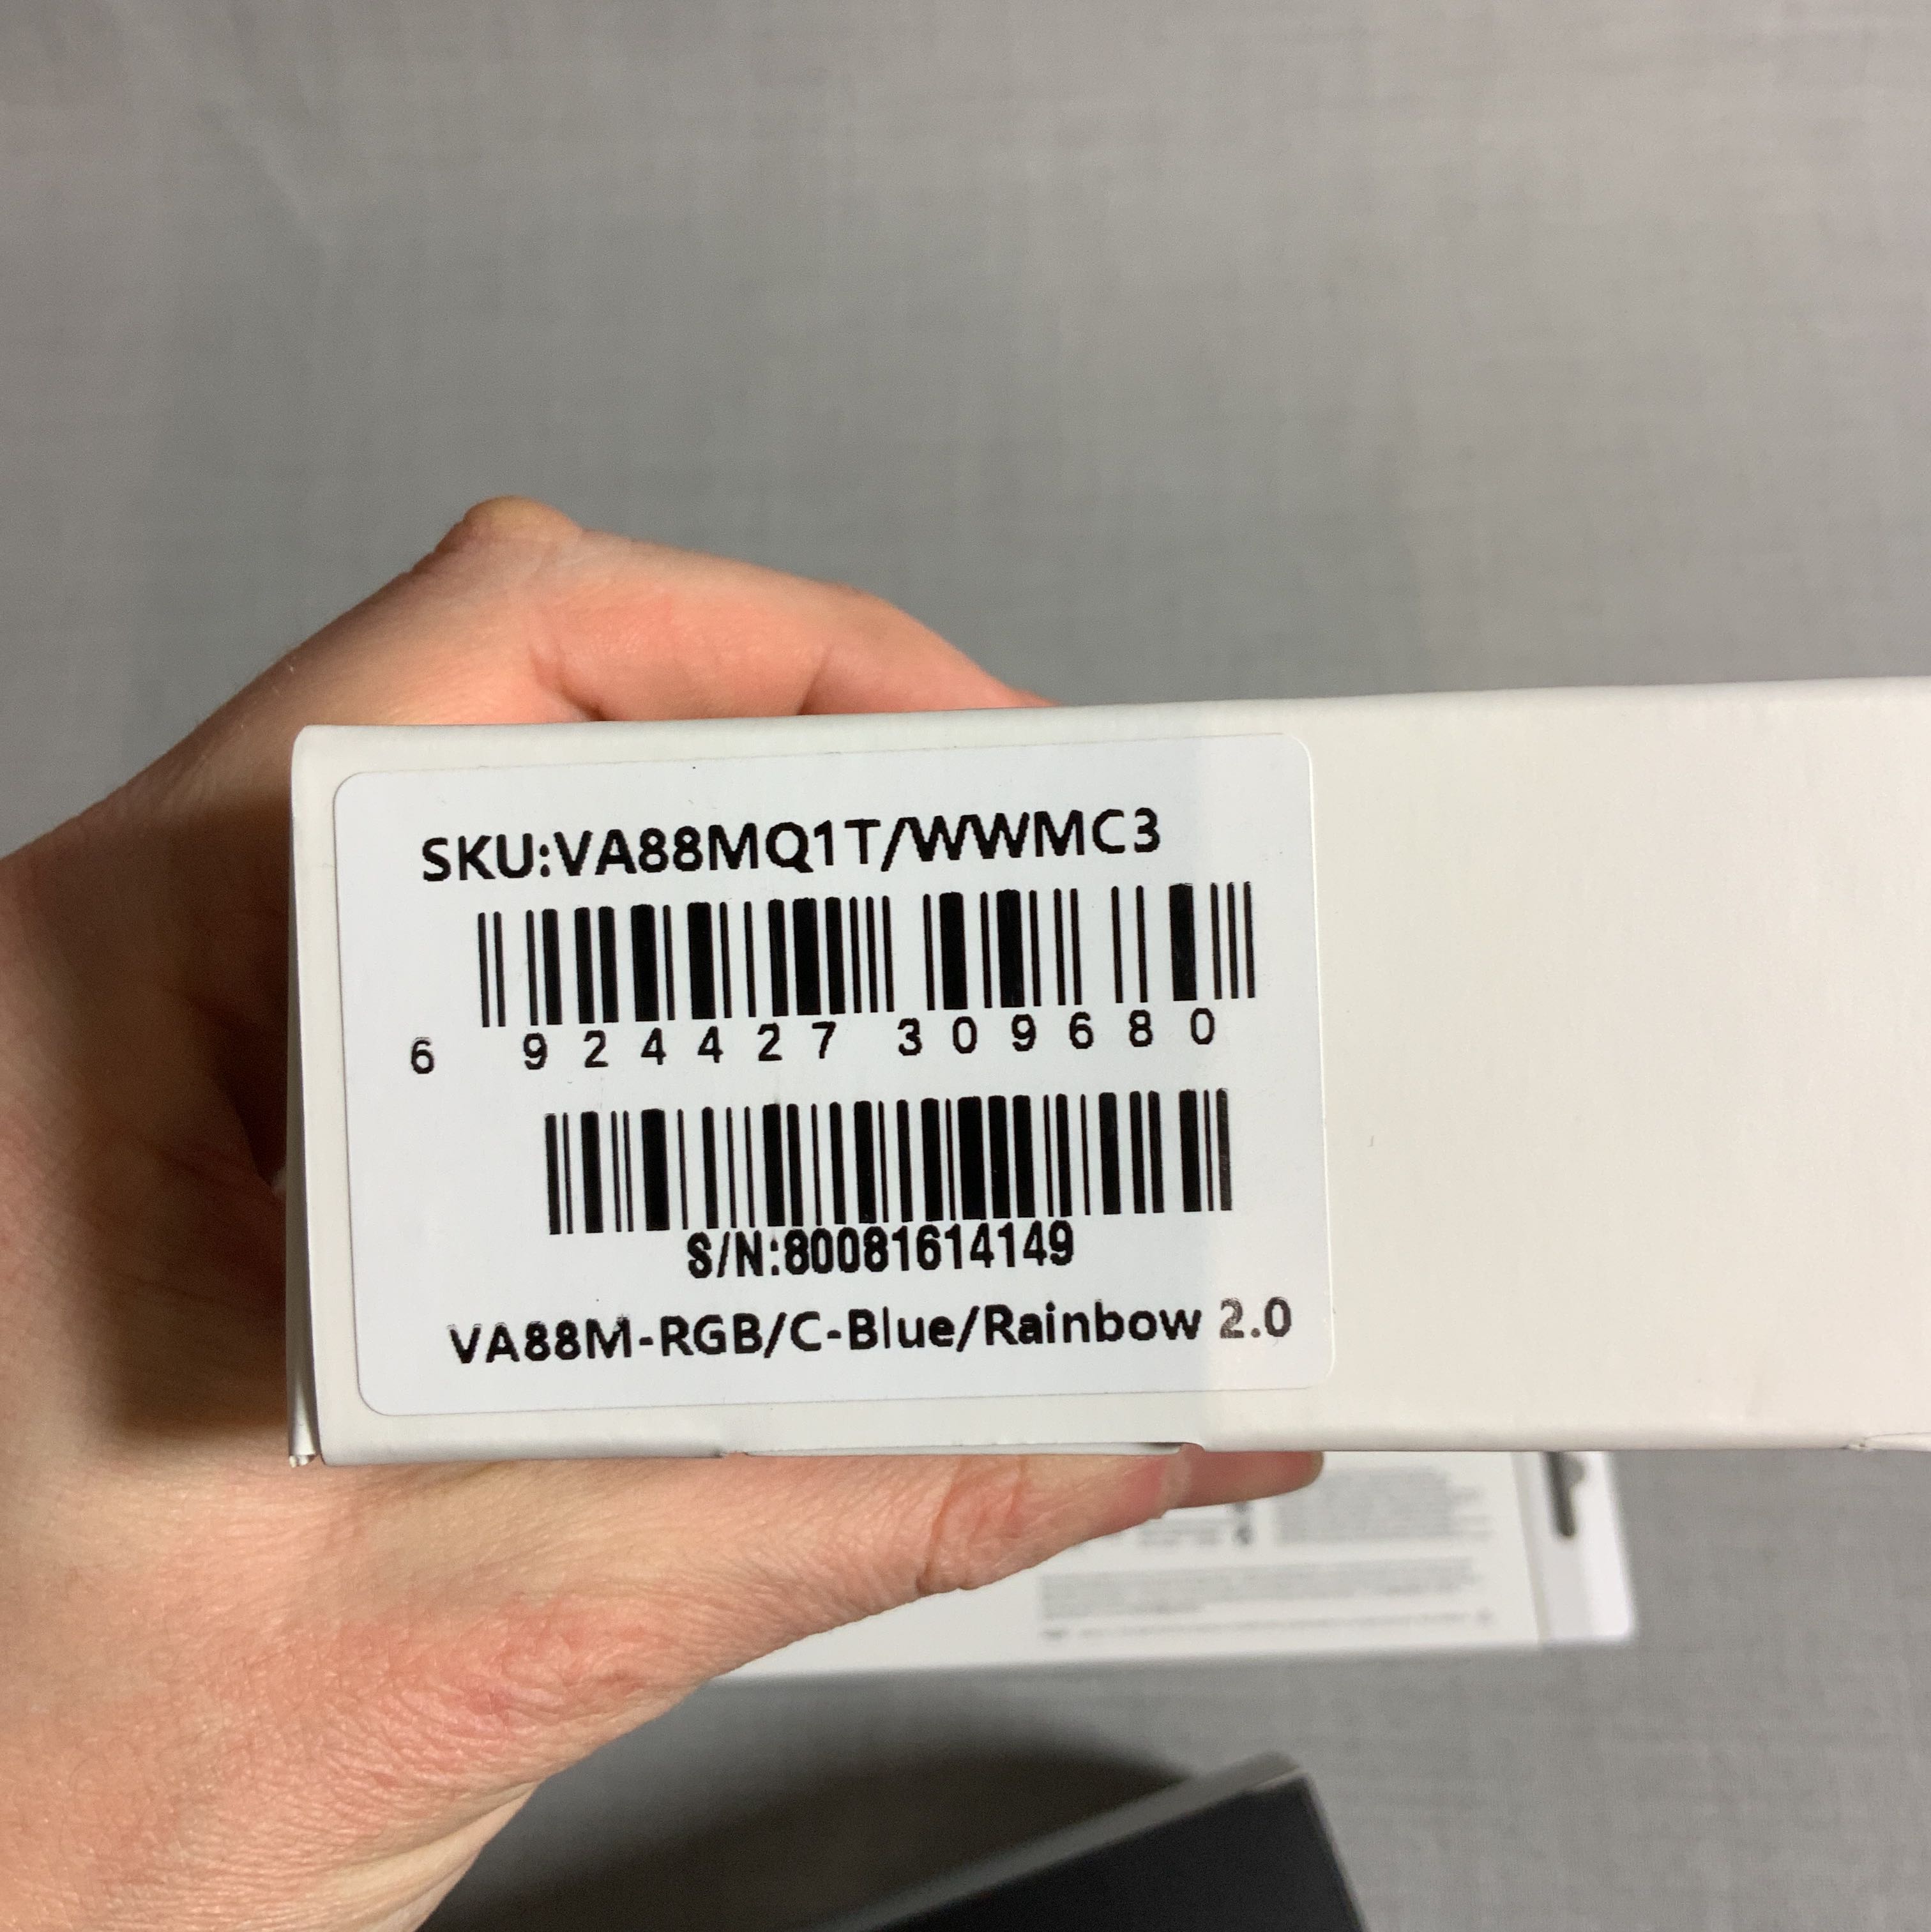 SKU:VA88MQ1T/WWMC3
6 924427 309680
S/N:80081614149
VA88M-RGB/C-Blue/Rainbow 2.0